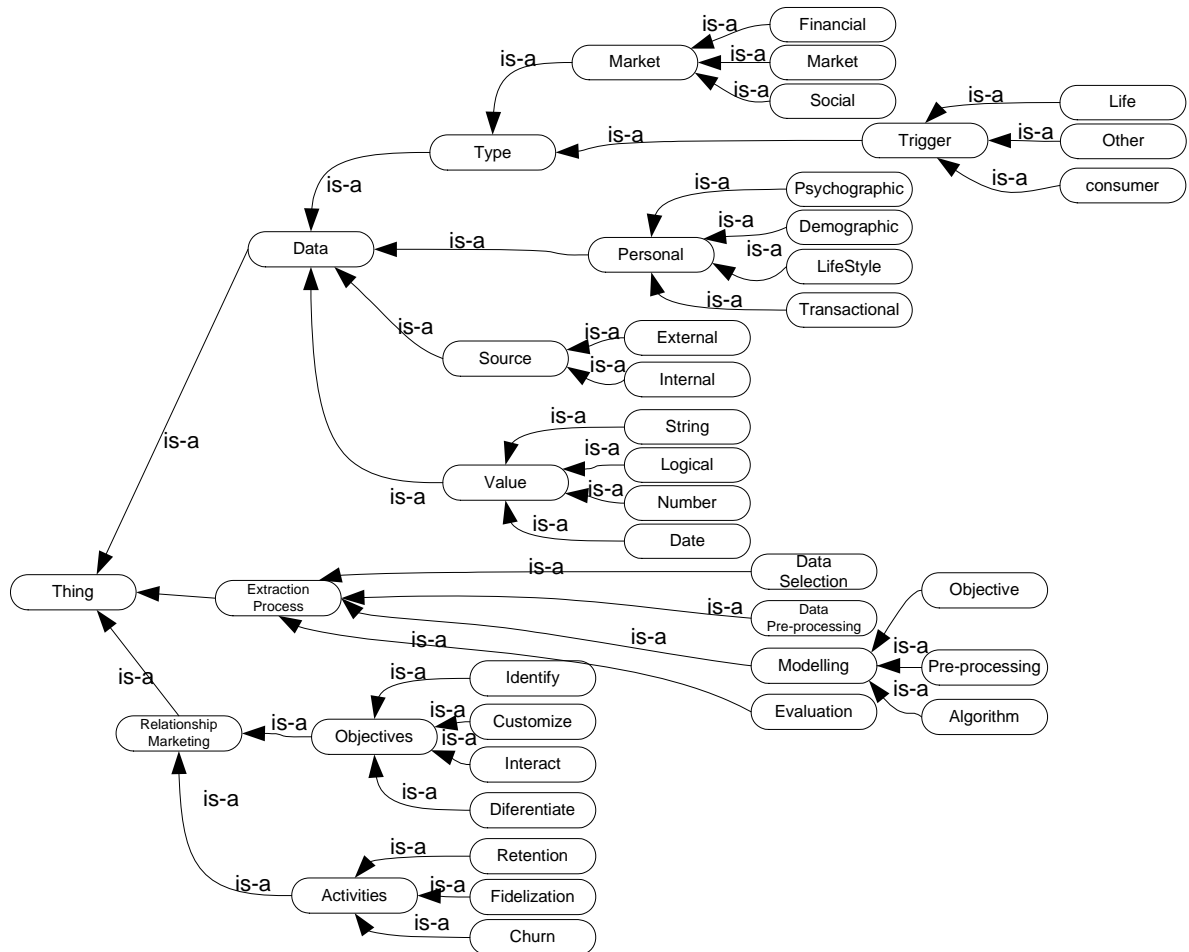 Financial
is-a
is-a
Market
is-a
Market
is-a
Social
is-a
Life
Type
is-a
Trigger
is-a
Other
is-a
consumer
is-a
is-a
Psychographic
Data
is-a
Personal
is-a
Demographic
is-a
LifeStyle
is-a
Transactional
is-a
Source
is-a
External
is-a
Internal
is-a
is-a
String
is-a
Value
is-a
Logical
is-a
Number
is-a
Date
Thing
Extraction
Process
is-a
Data
Selection
is-a
Data
Pre-processing
is-a
is-a
Modelling
Objective
is-a
Pre-processing
is-a
Algorithm
Evaluation
is-a
Relationship
Marketing
is-a
Objectives
is-a
Identify
is-a
Customize
is-a
Interact
is-a
Diferentiate
is-a
is-a
Activities
is-a
Retention
is-a
Fidelization
is-a
Churn